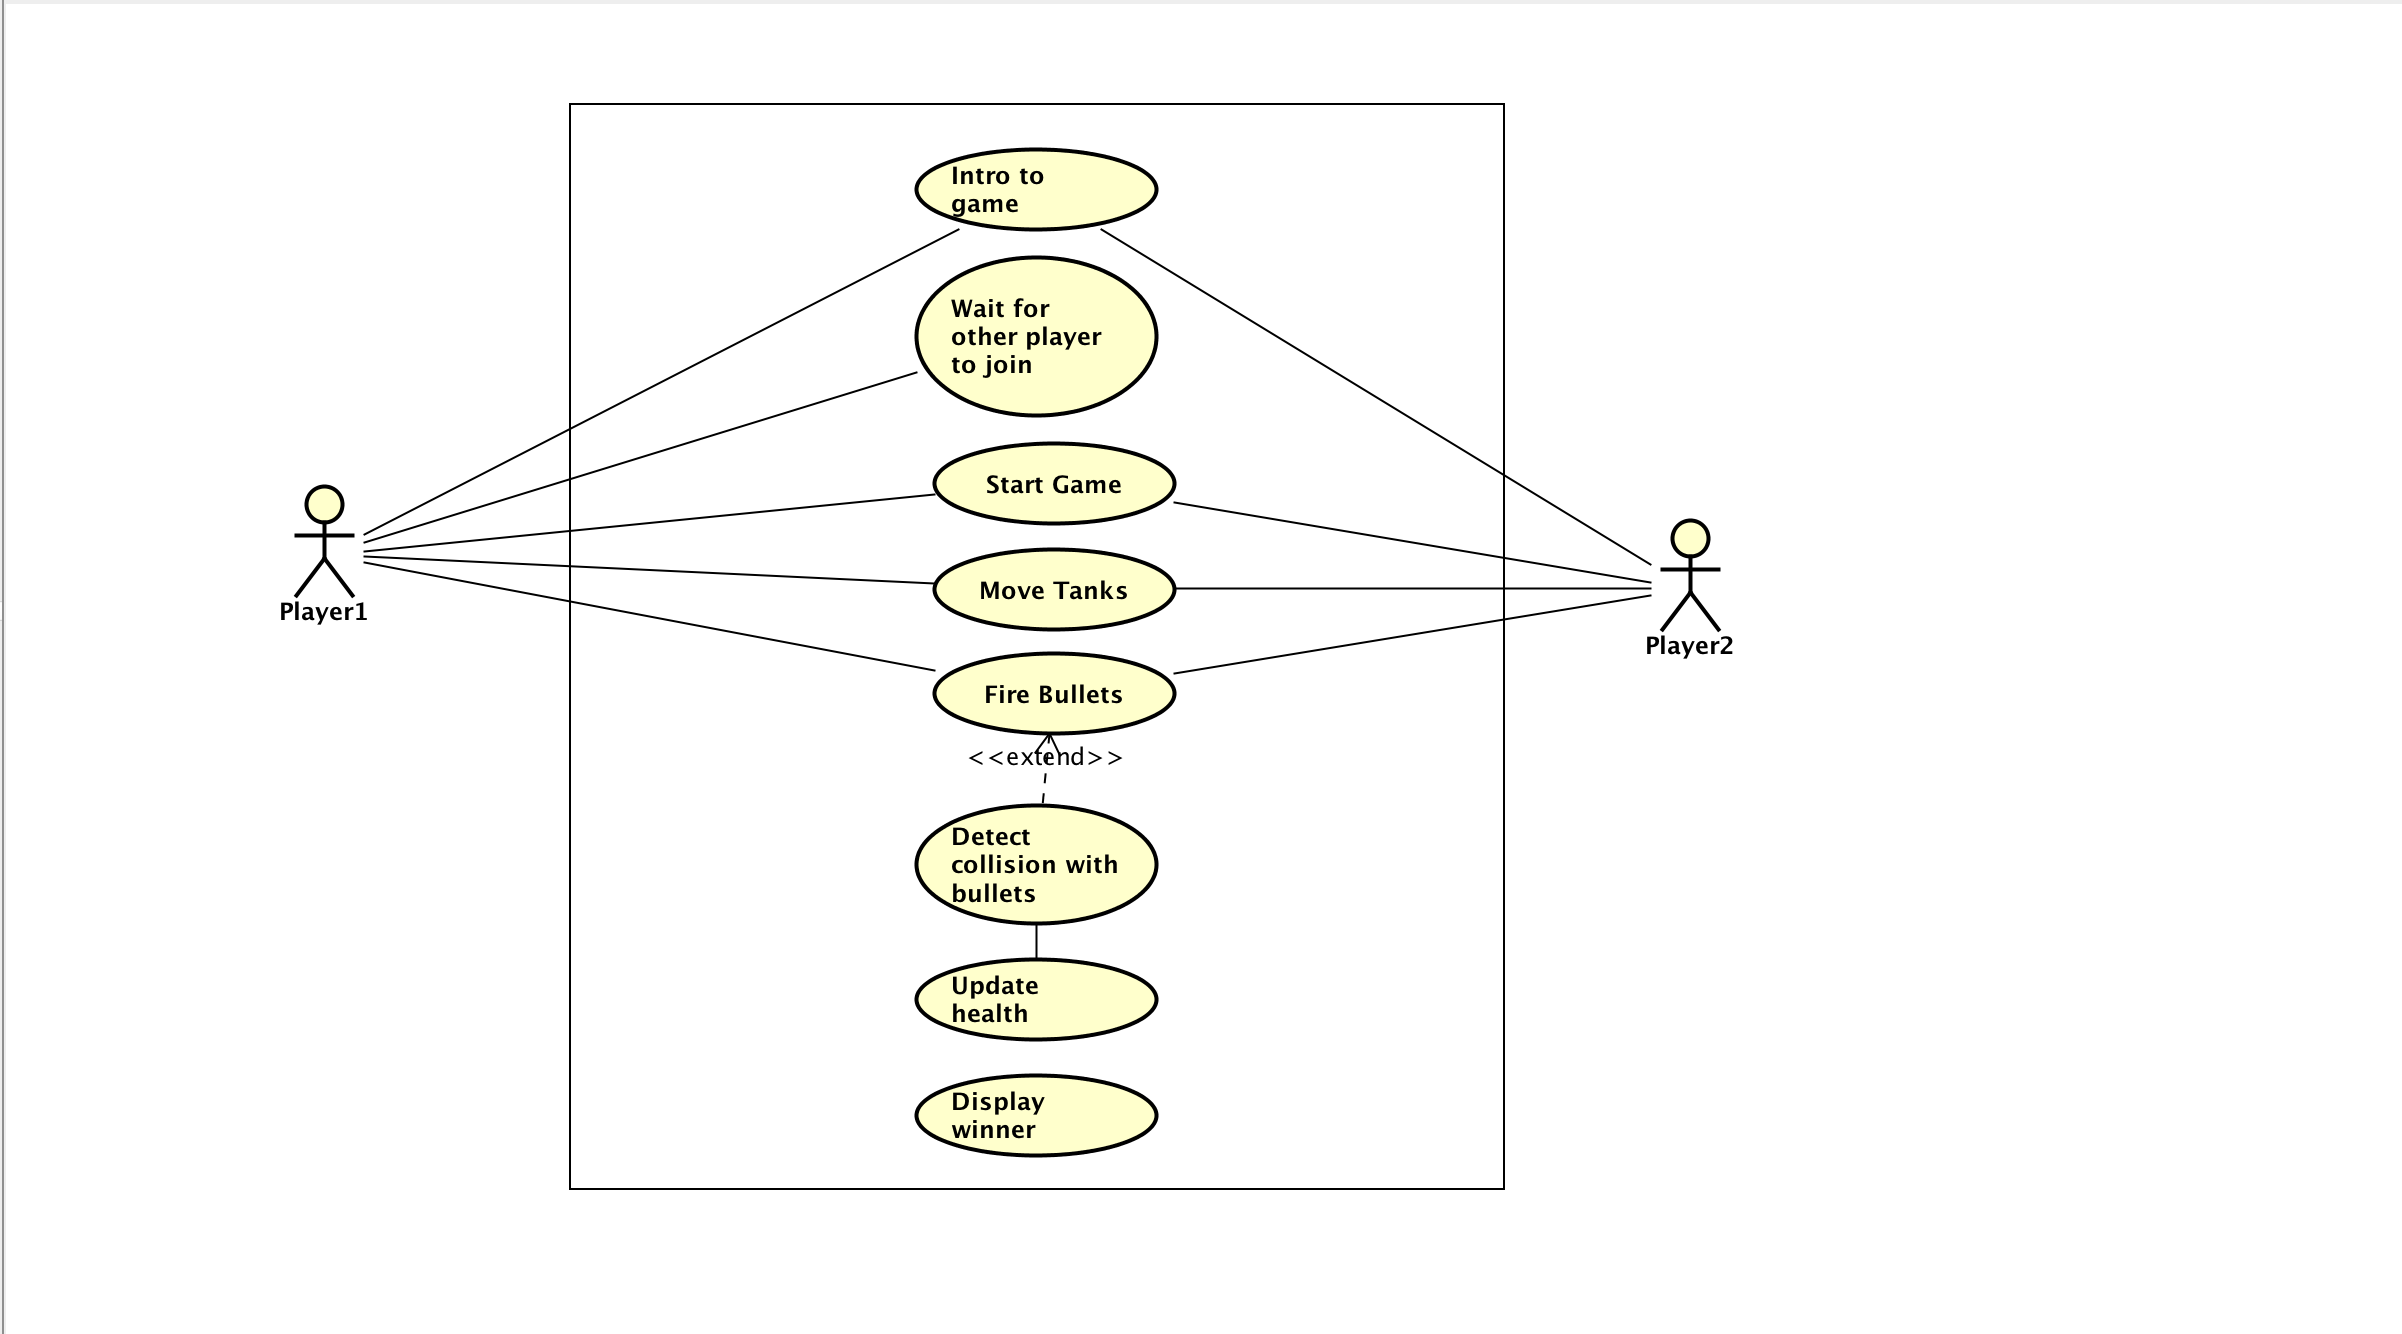 Intro to
game
Wait for
other player
to join
Start Game
Move Tanks
Player1
Player2
Fire Bullets
<<extend>>
Detect
collision with
bullets
Update
health
Display
winner